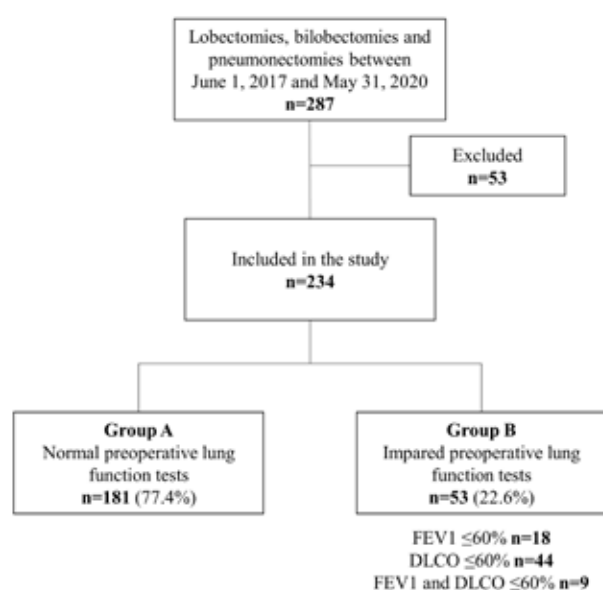 Lobectomies, bilobectomies and
pneumonectomies between
June 1, 2017 and May 31, 2020
n=287
Excluded
n=53
Included in the study
n=234
Group A
Normal preoperative lung
function tests
n=181 (77.4%)
Group B
Impared preoperative lung
function tests
n=53 (22.6%)
FEV1 ≤60% n=18
DLCO ≤60% n=44
FEV1 and DLCO ≤60% n=9